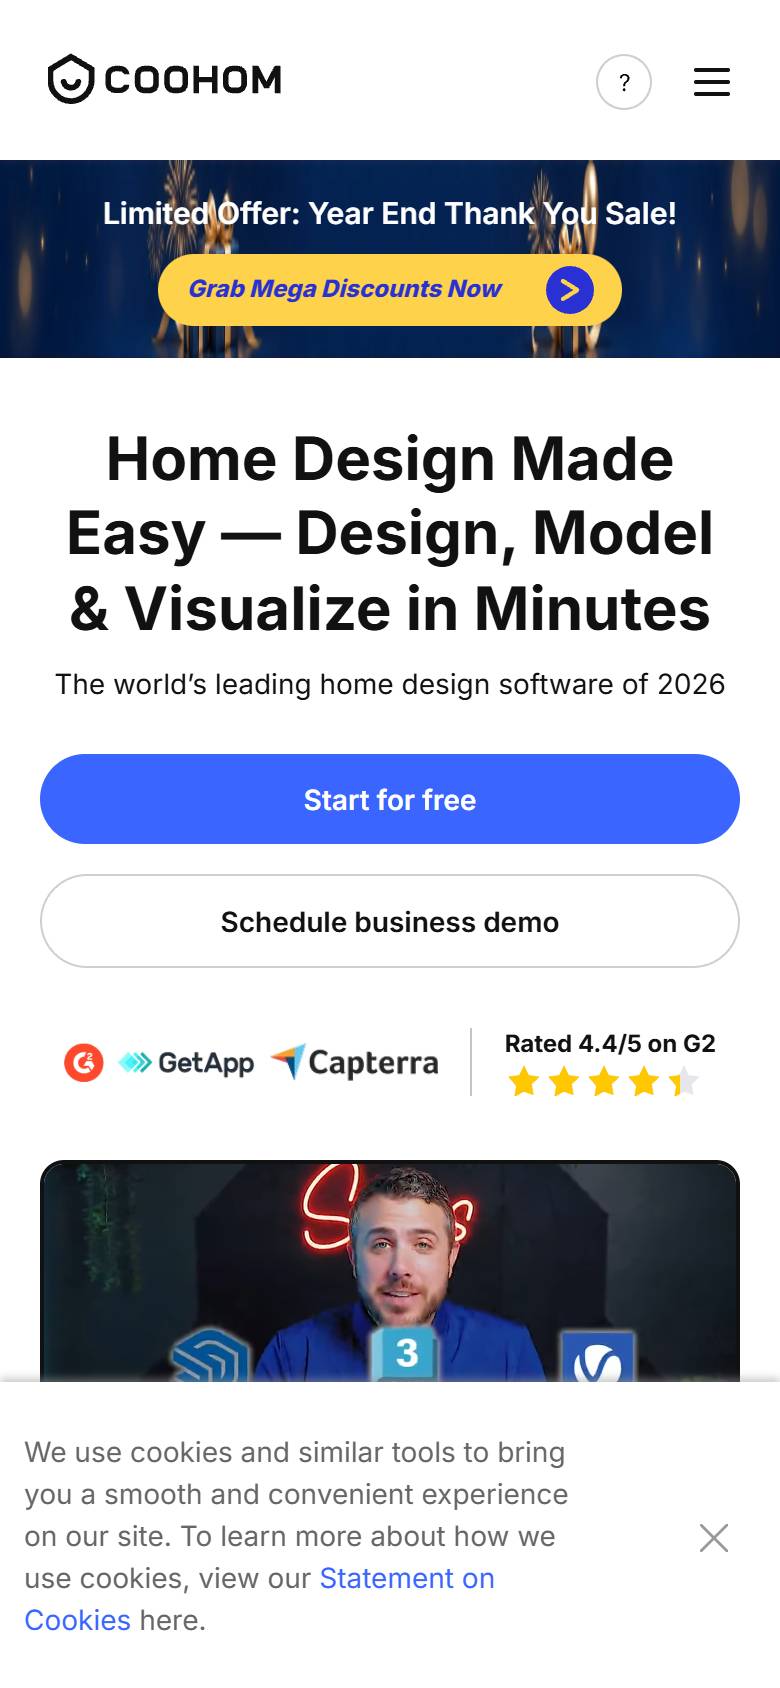 COOHOM
?
Limited Offer: Year End Thank You Sale!
Grab Mega Discounts Now
Home Design Made
Easy — Design, Model
& Visualize in Minutes
The world’s leading home design software of 2026
Start for free
Schedule business demo
G2 GetApp Capterra
Rated 4.4/5 on G2
3
We use cookies and similar tools to bring
you a smooth and convenient experience
on our site. To learn more about how we
use cookies, view our Statement on
Cookies here.